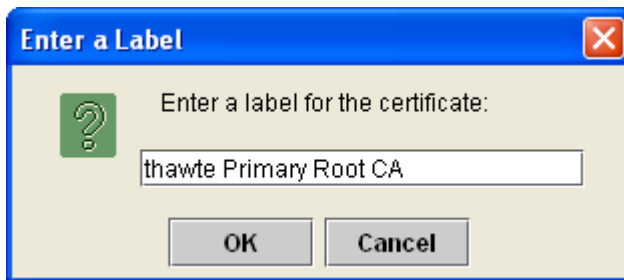 Enter a Label
Enter a label for the certificate:
thawte Primary Root CA
OK Cancel